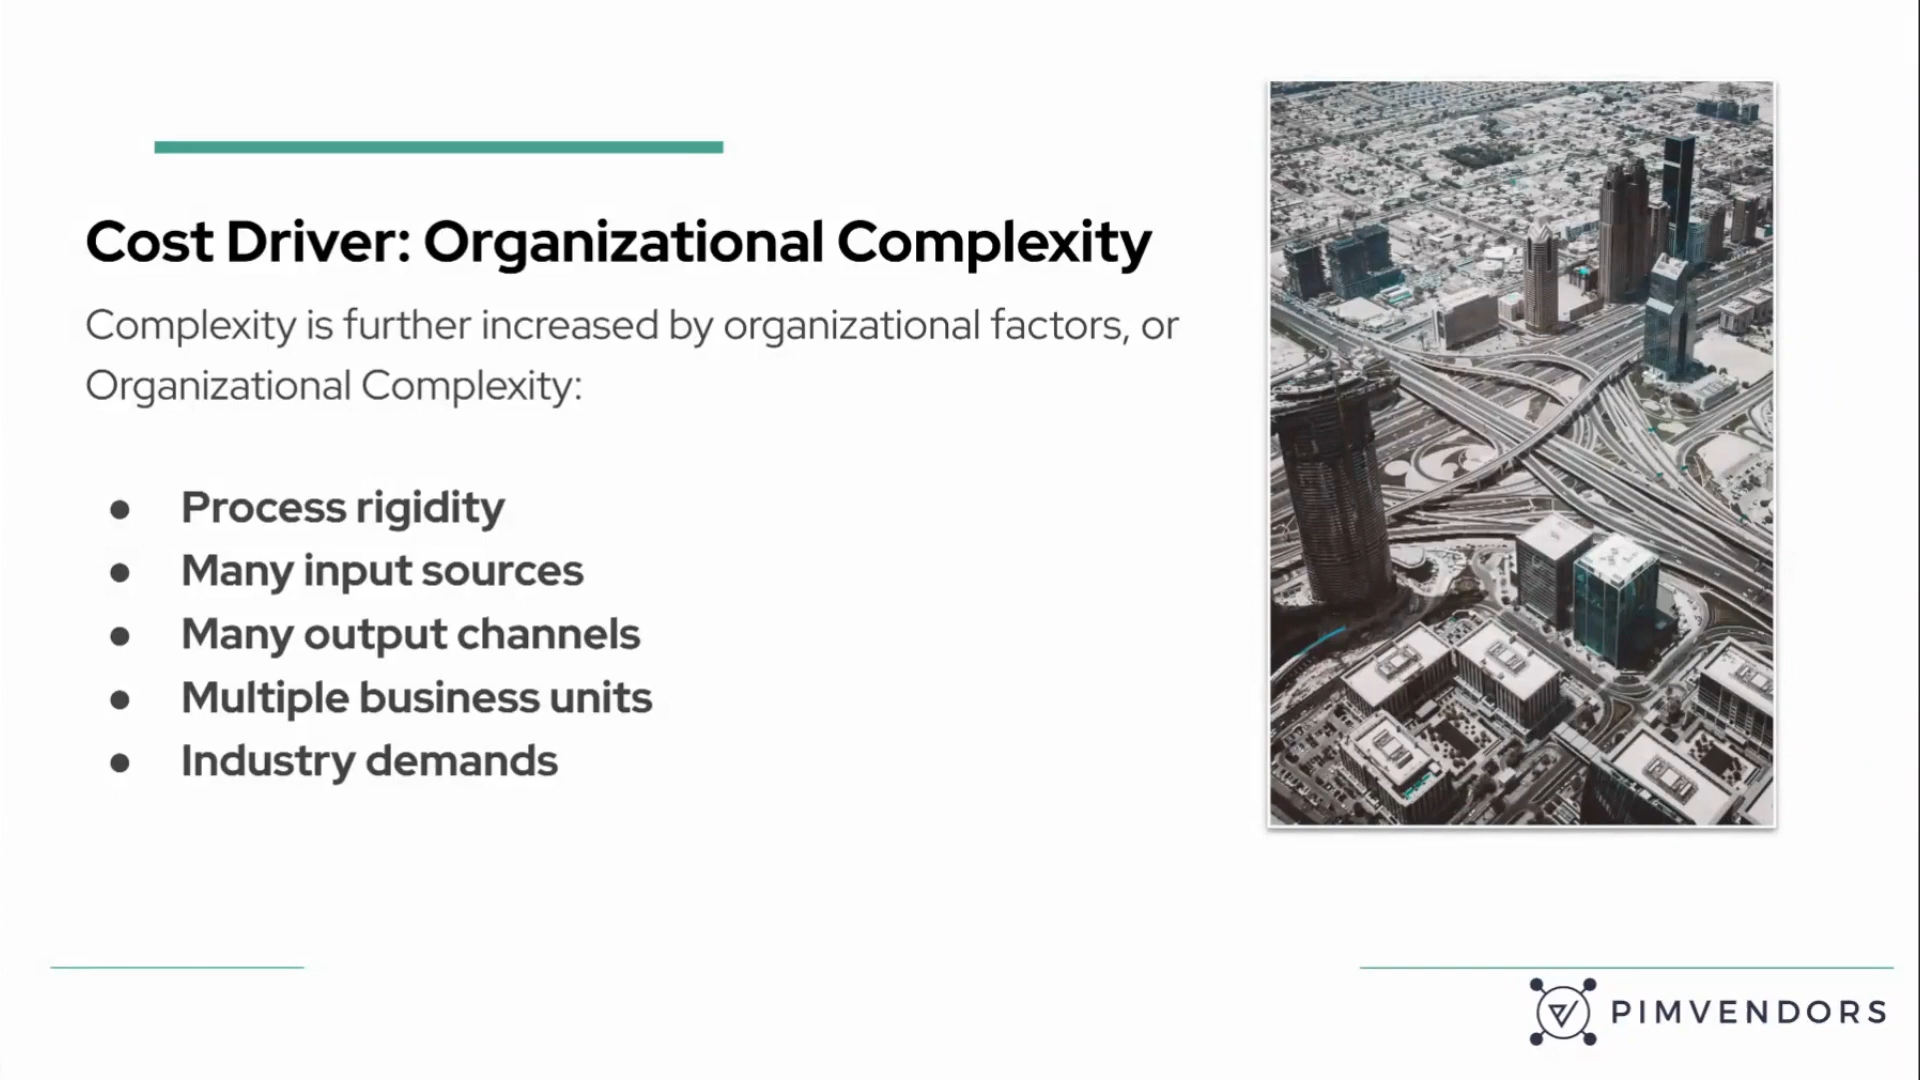 Cost Driver: Organizational Complexity
Complexity is further increased by organizational factors, or
Organizational Complexity:
● Process rigidity
● Many input sources
● Many output channels
● Multiple business units
● Industry demands
PIMVENDORS